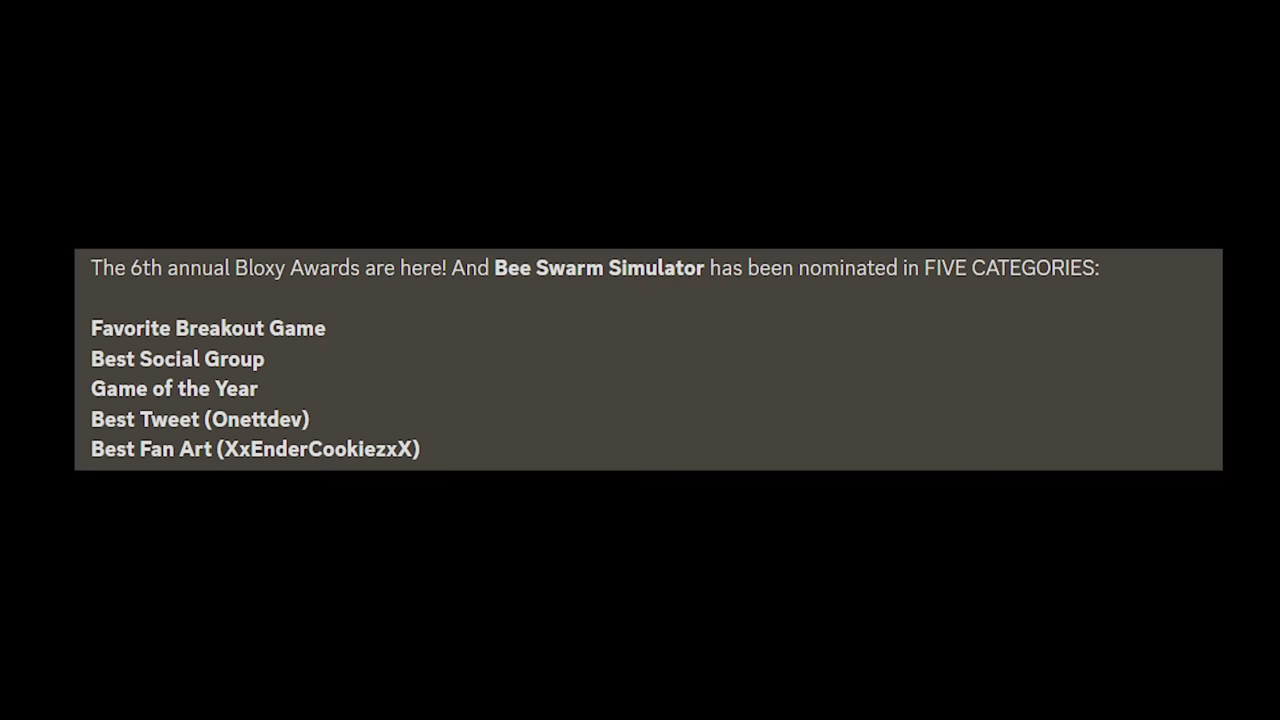 The 6th annual Bloxy Awards are here! And Bee Swarm Simulator has been nominated in FIVE CATEGORIES:
Favorite Breakout Game
Best Social Group
Game of the Year
Best Tweet (Onettdev)
Best Fan Art (XxEnderCookiezxX)